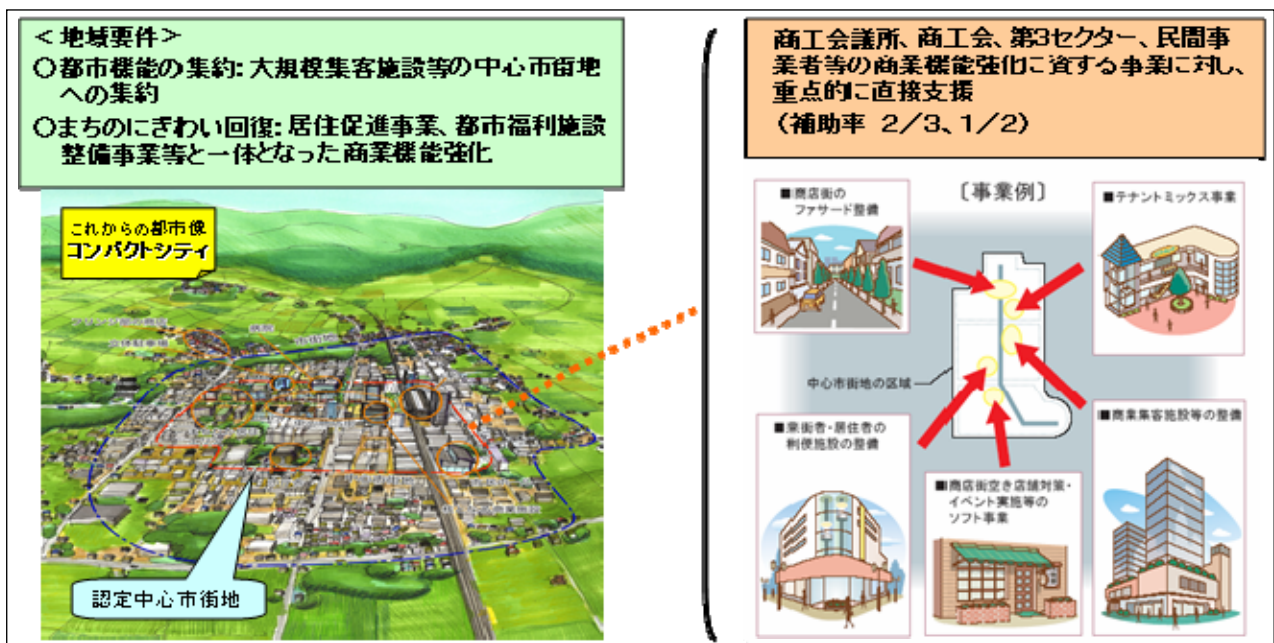 ＜地域要件＞
○都市機能の集約：大規模集客施設等の中心市街地
への集約
○まちのにぎわい回復：居住促進事業、都市福利施設
整備事業等と一体となった商業機能強化
これからの都市像
コンパクトシティ
病院
市街地
認定中心市街地
商工会議所、商工会、第3セクター、民間事
業者等の商業機能強化に資する事業に対し、
重点的に直接支援
（補助率 ２／３、１／２）
〔事業例〕
■商店街の
ファサード整備
■テナントミックス事業
中心市街地の区域
■来街者・居住者の
利便施設の整備
■商店街空き店舗対策・
イベント実施等の
ソフト事業
■商業集客施設等の整備